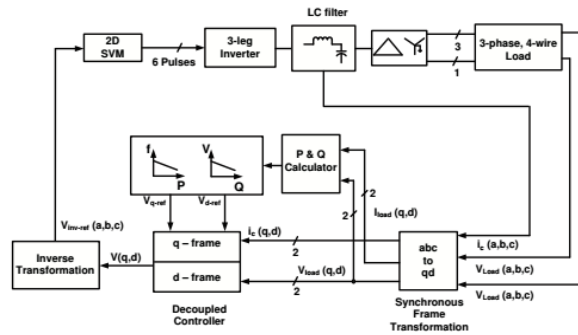 LC filter
2D
SVM
6 Pulses
3-leg
Inverter
3
1
3-phase, 4-wire
Load
f
P
V
Q
P & Q
Calculator
2
2
Vq-ref
Vd-ref
Iload (q,d)
Vinv-ref (a,b,c)
q – frame
d – frame
ic (q,d)
2
abc
to
qd
ic (a,b,c)
Inverse
Transformation
V(q,d)
Vload (q,d)
2
VLoad (a,b,c)
VLoad (a,b,c)
Decoupled
Controller
Synchronous
Frame
Transformation